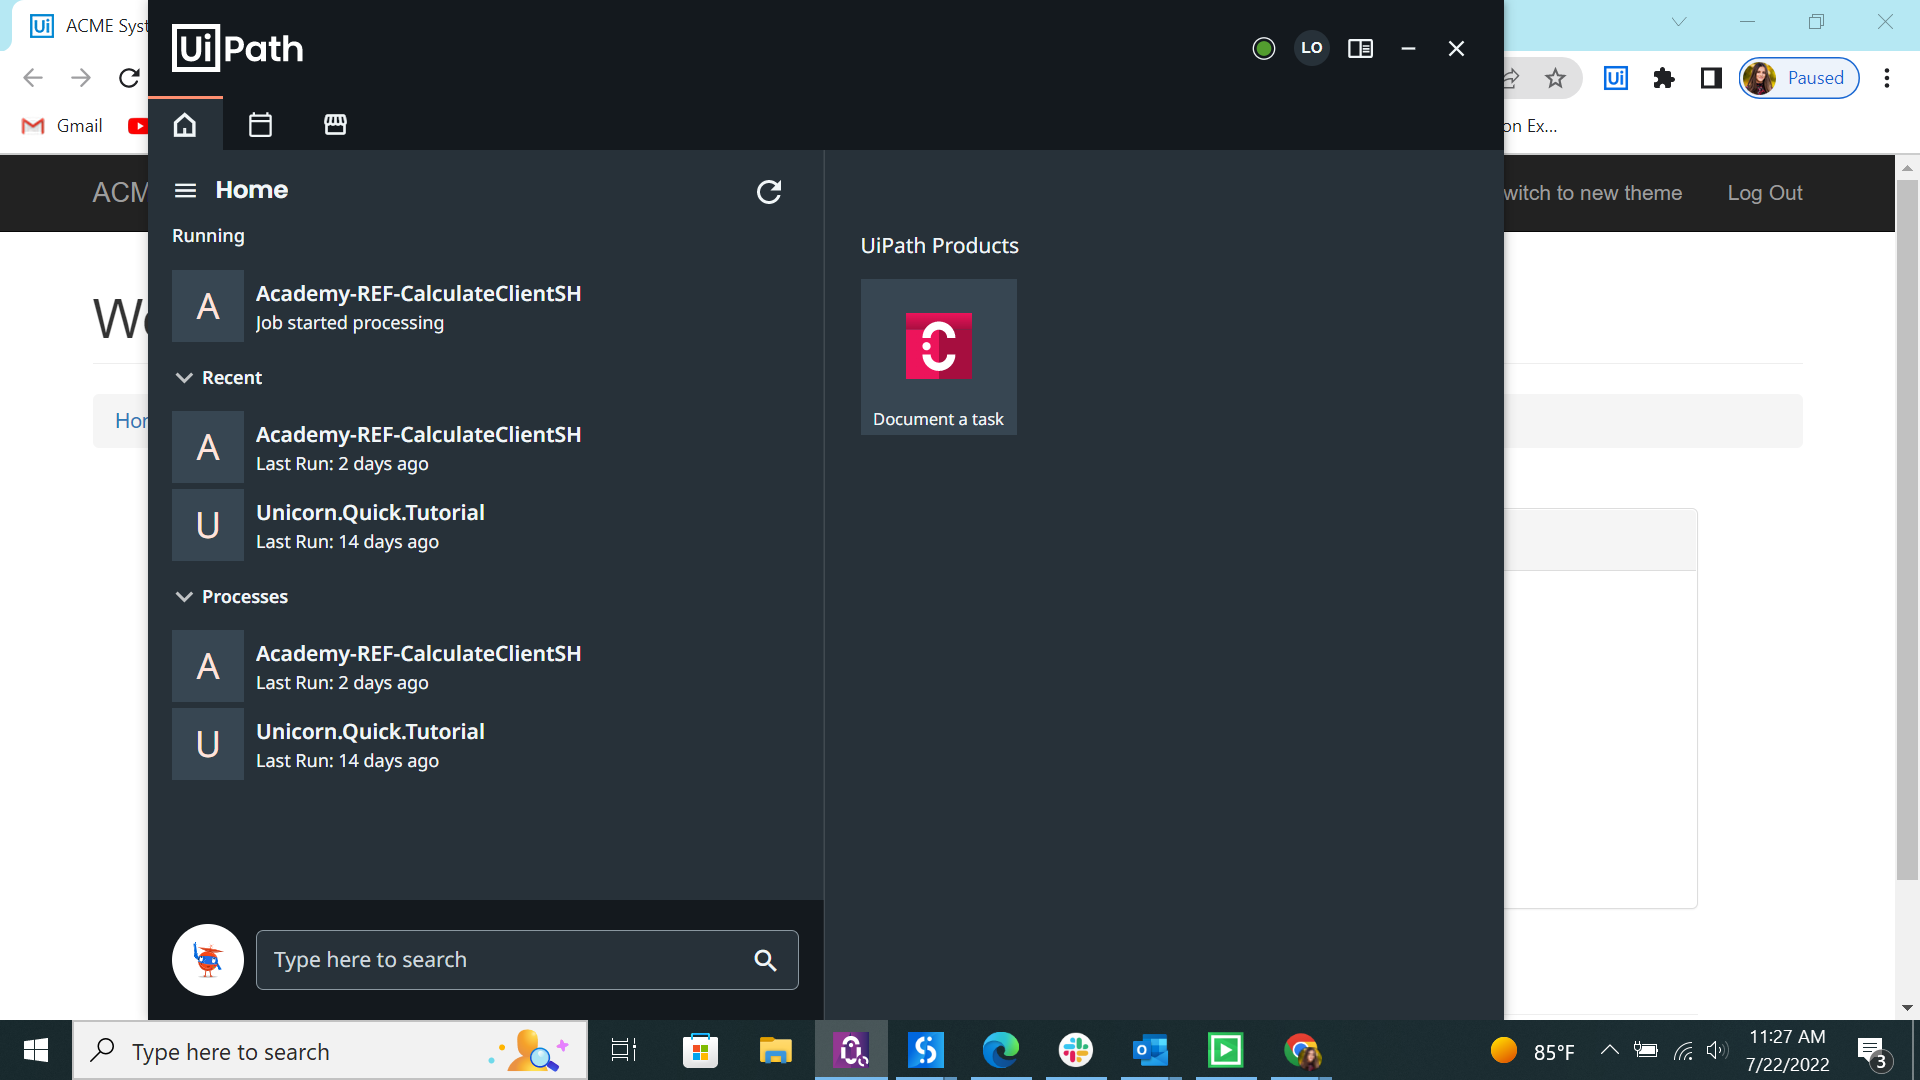 Ui ACME Syst
UiPath
LO
Ui
Paused
Gmail
on Ex...
ACM
Home
witch to new theme
Log Out
Running
UiPath Products
We
A
Academy-REF-CalculateClientSH
Job started processing
Document a task
Recent
Hor
A
Academy-REF-CalculateClientSH
Last Run: 2 days ago
U
Unicorn.Quick.Tutorial
Last Run: 14 days ago
Processes
A
Academy-REF-CalculateClientSH
Last Run: 2 days ago
U
Unicorn.Quick.Tutorial
Last Run: 14 days ago
Type here to search
Type here to search
85°F
11:27 AM
7/22/2022
3